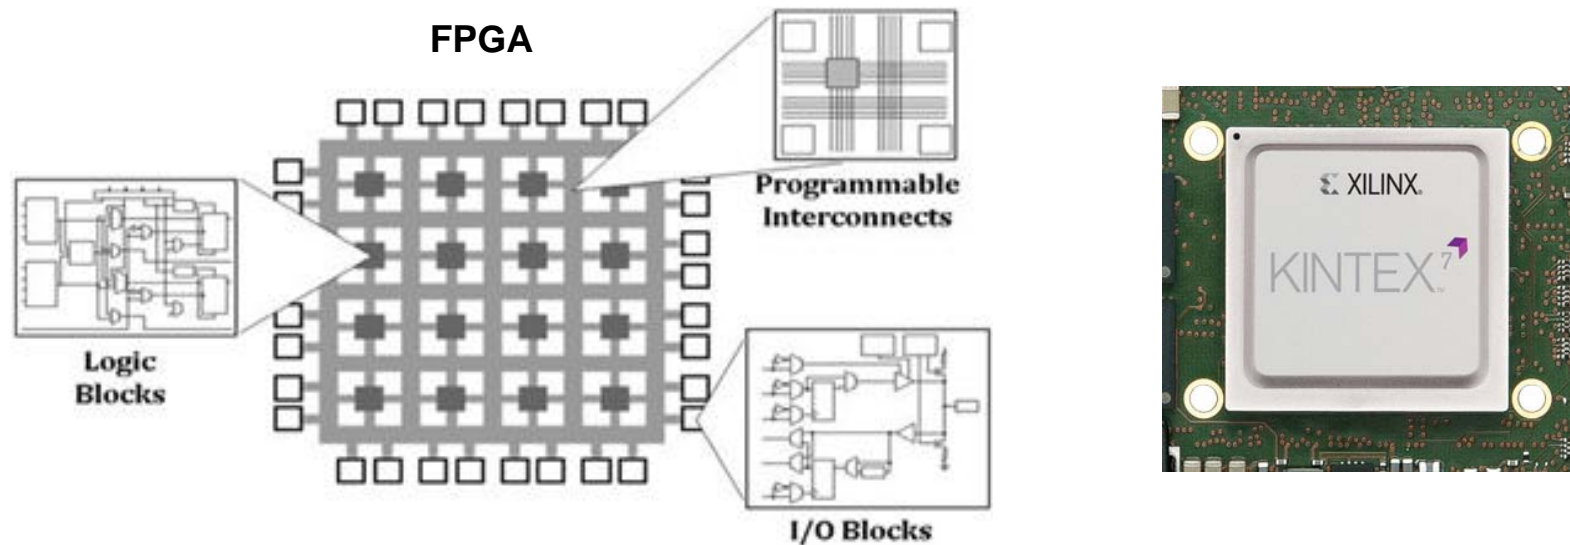 FPGA
Programmable
Interconnects
Logic
Blocks
I/O Blocks
XILINX
KINTEX 7